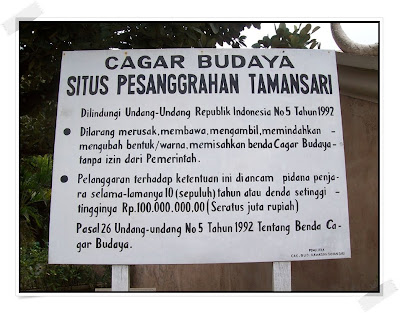 CAGAR BUDAYA
SITUS PESANGGRAHAN TAMANSARI
Dilindungi Undang-Undang Republik Indonesia No 5 Tahun 1992
● Dilarang merusak, membawa, mengambil, memindahkan -
mengubah bentuk/warna, memisahkan benda Cagar Budaya-
tanpa izin dari Pemerintah.
● Pelanggaran terhadap ketentuan ini diancam pidana penja
ra selama-lamanya 10 (sepuluh) tahun atau denda setinggi -
tingginya Rp.100.000.000.00 (Seratus juta rupiah)
Pasal 26 Undang-undang No 5 Tahun 1992 Tentang Benda Ca
gar Budaya.